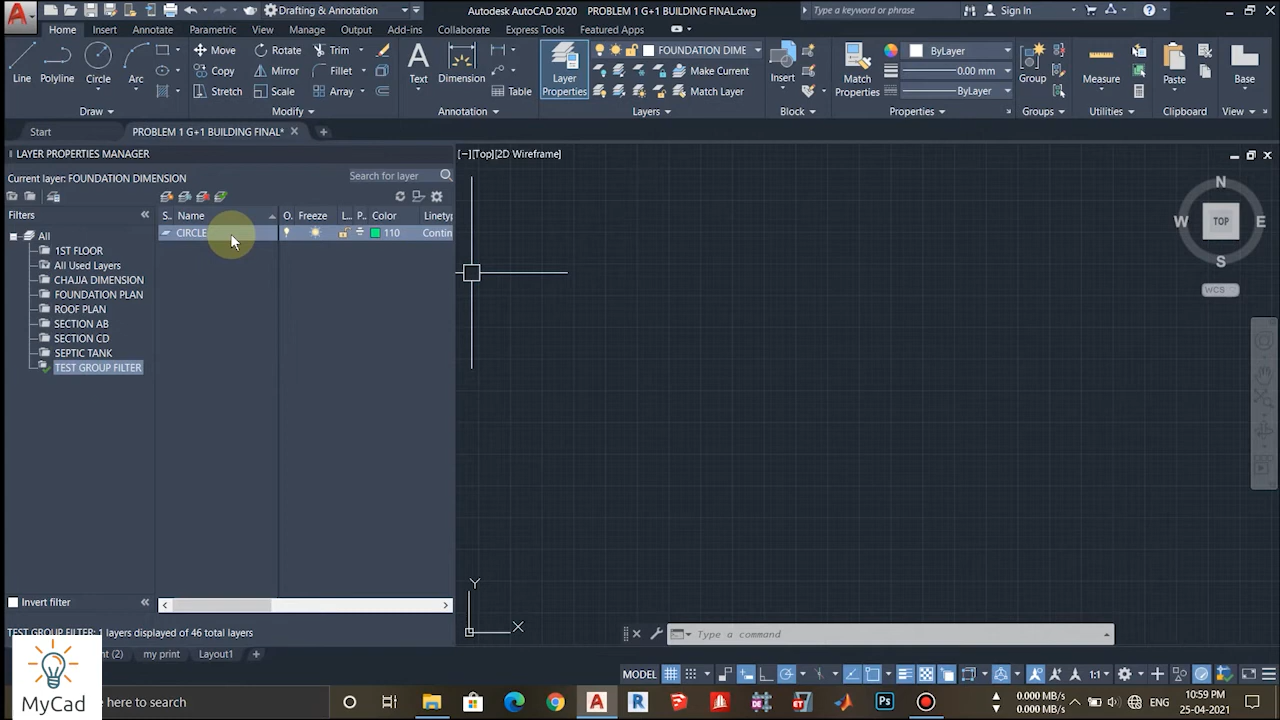 Drafting & Annotation
Autodesk AutoCAD 2020 PROBLEM 1 G+1 BUILDING FINAL.dwg
Type a keyword or phrase
Sign In
Home Insert Annotate Parametric View Manage Output Add-ins Collaborate Express Tools Featured Apps
Line Polyline Circle Arc
Move Rotate Trim
Copy Mirror Fillet
Stretch Scale Array
Text Dimension Table
Layer Properties
FOUNDATION DIME
Make Current
Match Layer
Insert
Match Properties
ByLayer
0.00 mm
ByLayer
Group Measure Paste Base
Draw Modify Annotation Layers Block Properties Groups Utilities Clipboard View
Start PROBLEM 1 G+1 BUILDING FINAL*
LAYER PROPERTIES MANAGER
[−][Top][2D Wireframe]
Current layer: FOUNDATION DIMENSION
Search for layer
Filters
S.. Name O. Freeze L... P.. Color Linetyp
All
CIRCLE 110 Contin
1ST FLOOR
All Used Layers
CHAJJA DIMENSION
FOUNDATION PLAN
ROOF PLAN
SECTION AB
SECTION CD
SEPTIC TANK
TEST GROUP FILTER
N
W TOP E
S
WCS
Y
X
Invert filter
TEST GROUP FILTER: 1 layers displayed of 46 total layers
Type a command
nt (2) my print Layout1
MODEL 1:1
MyCad
here to search
0.000 MB/s
0.000 MB/s
ENG
10:59 PM
25-04-2021